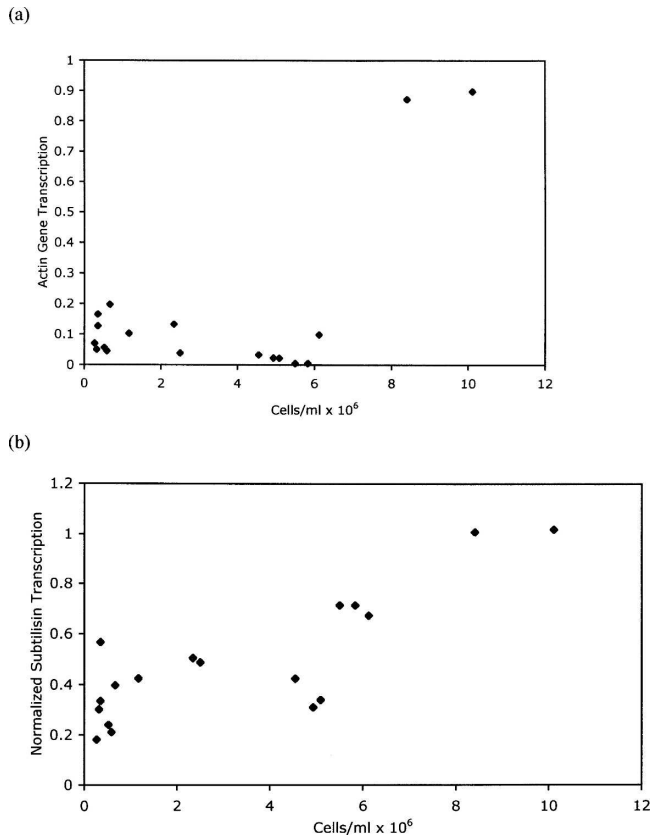 (a)
1
0.9
0.8
0.7
0.6
0.5
0.4
0.3
0.2
0.1
0
Actin Gene Transcription
0 2 4 6 8 10 12
Cells/ml x 10⁶
(b)
1.2
1
0.8
0.6
0.4
0.2
0
Normalized Subtilisin Transcription
0 2 4 6 8 10 12
Cells/ml x 10⁶